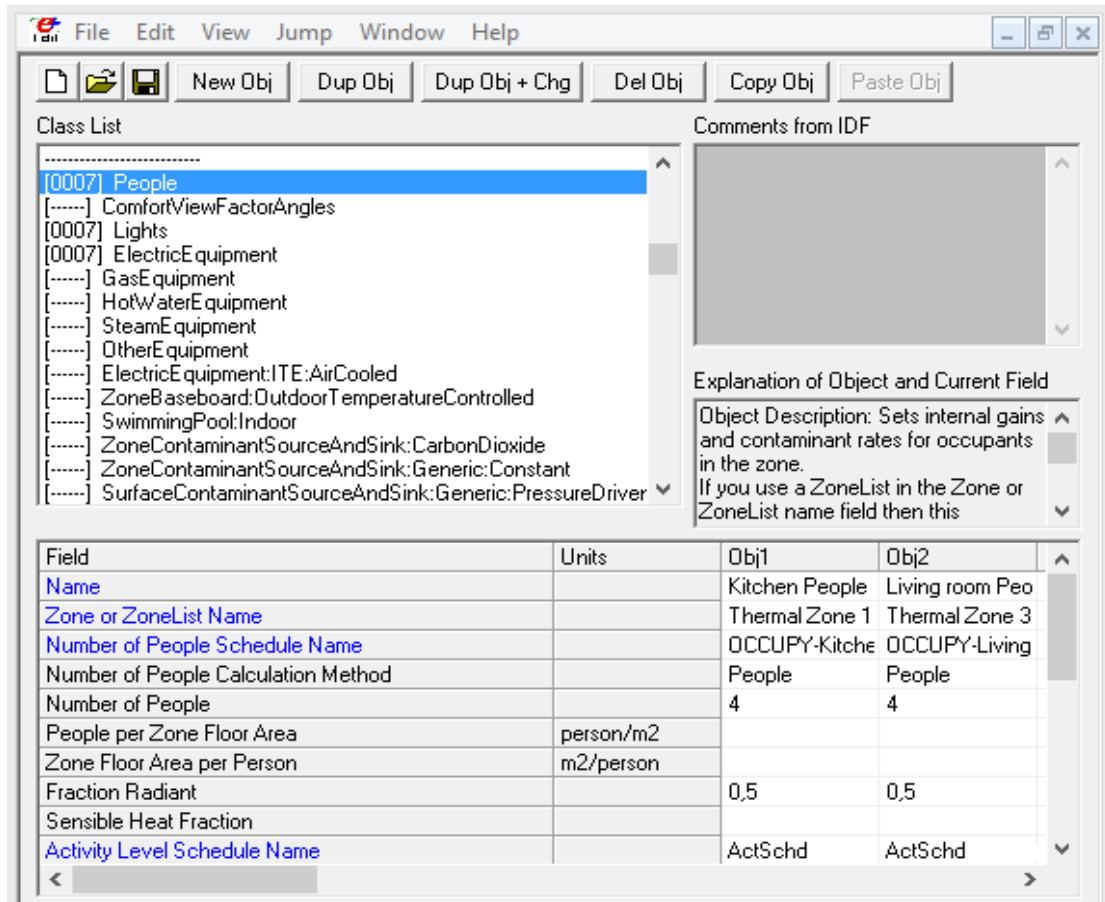 File Edit View Jump Window Help
New Obj Dup Obj Dup Obj + Chg Del Obj Copy Obj Paste Obj
Class List
Comments from IDF
----------------------------
[0007] People
[------] ComfortViewFactorAngles
[0007] Lights
[0007] ElectricEquipment
[------] GasEquipment
[------] HotWaterEquipment
[------] SteamEquipment
[------] OtherEquipment
[------] ElectricEquipment:ITE:AirCooled
[------] ZoneBaseboard:OutdoorTemperatureControlled
[------] SwimmingPool:Indoor
[------] ZoneContaminantSourceAndSink:CarbonDioxide
[------] ZoneContaminantSourceAndSink:Generic:Constant
[------] SurfaceContaminantSourceAndSink:Generic:PressureDriver
Explanation of Object and Current Field
Object Description: Sets internal gains
and contaminant rates for occupants
in the zone.
If you use a ZoneList in the Zone or
ZoneList name field then this
Field Units Obj1 Obj2
Name Kitchen People Living room Peo
Zone or ZoneList Name Thermal Zone 1 Thermal Zone 3
Number of People Schedule Name OCCUPY-Kitche OCCUPY-Living
Number of People Calculation Method People People
Number of People 4 4
People per Zone Floor Area person/m2
Zone Floor Area per Person m2/person
Fraction Radiant 0,5 0,5
Sensible Heat Fraction
Activity Level Schedule Name ActSchd ActSchd